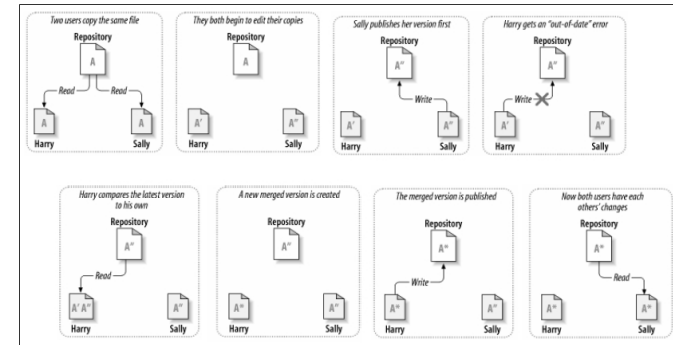 Two users copy the same file
Repository
A
Read
Read
A
A
Harry
Sally
They both begin to edit their copies
Repository
A
A'
A"
Harry
Sally
Sally publishes her version first
Repository
A"
Write
A'
A"
Harry
Sally
Harry gets an "out-of-date" error
Repository
A"
Write
A'
A"
Harry
Sally
Harry compares the latest version
to his own
Repository
A"
Read
A' A"
A"
Harry
Sally
A new merged version is created
Repository
A"
A*
A"
Harry
Sally
The merged version is published
Repository
A*
Write
A*
A"
Harry
Sally
Now both users have each
others' changes
Repository
A*
Read
A*
A*
Harry
Sally